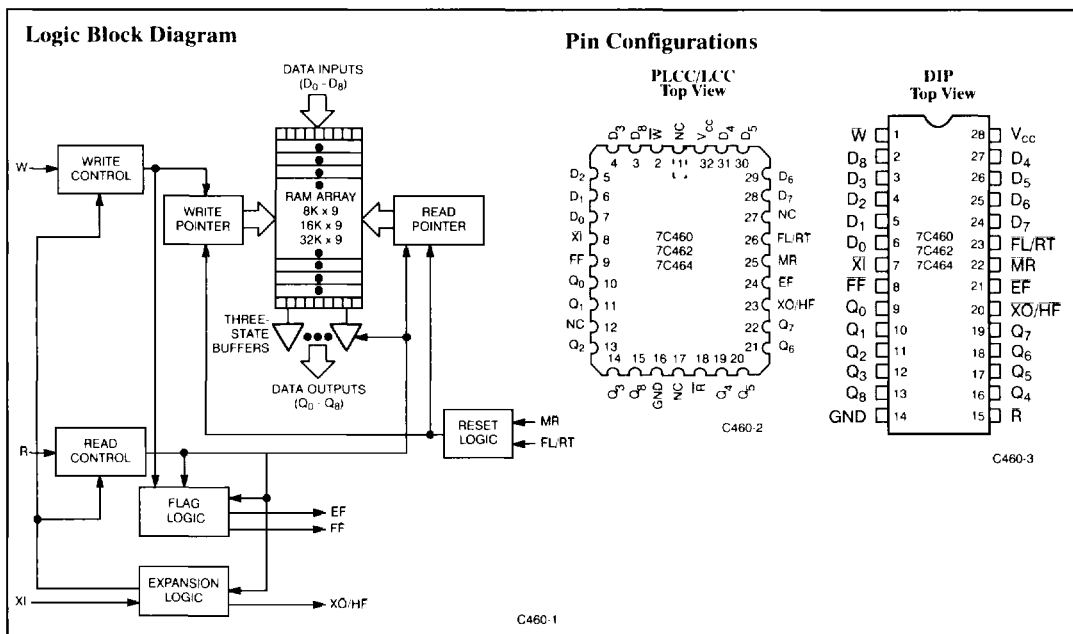 Logic Block Diagram
DATA INPUTS
(D0 - D8)
W
WRITE
CONTROL
WRITE
POINTER
RAM ARRAY
8K x 9
16K x 9
32K x 9
READ
POINTER
THREE-
STATE
BUFFERS
DATA OUTPUTS
(Q0 - Q8)
RESET
LOGIC
MR
FL/RT
R
READ
CONTROL
FLAG
LOGIC
EF
FF
XI
EXPANSION
LOGIC
XO/HF
C460-1
Pin Configurations
PLCC/LCC
Top View
D3 D8 W̅ NC VCC D4 D5
4 3 2 1 32 31 30
D2 5
D1 6
D0 7
XI 8
FF 9
Q0 10
Q1 11
NC 12
Q2 13
7C460
7C462
7C464
29 D6
28 D7
27 NC
26 FL/RT
25 MR
24 EF
23 XO/HF
22 Q7
21 Q6
14 15 16 17 18 19 20
Q3 Q8 GND NC R̅ Q4 Q5
C460-2
DIP
Top View
W̅ 1 28 VCC
D8 2 27 D4
D3 3 26 D5
D2 4 25 D6
D1 5 24 D7
D0 6 7C460 23 FL/R̅T̅
X̅I̅ 7 7C462 22 M̅R̅
F̅F̅ 8 7C464 21 E̅F̅
Q0 9 20 X̅O̅/H̅F̅
Q1 10 19 Q7
Q2 11 18 Q6
Q3 12 17 Q5
Q8 13 16 Q4
GND 14 15 R
C460-3